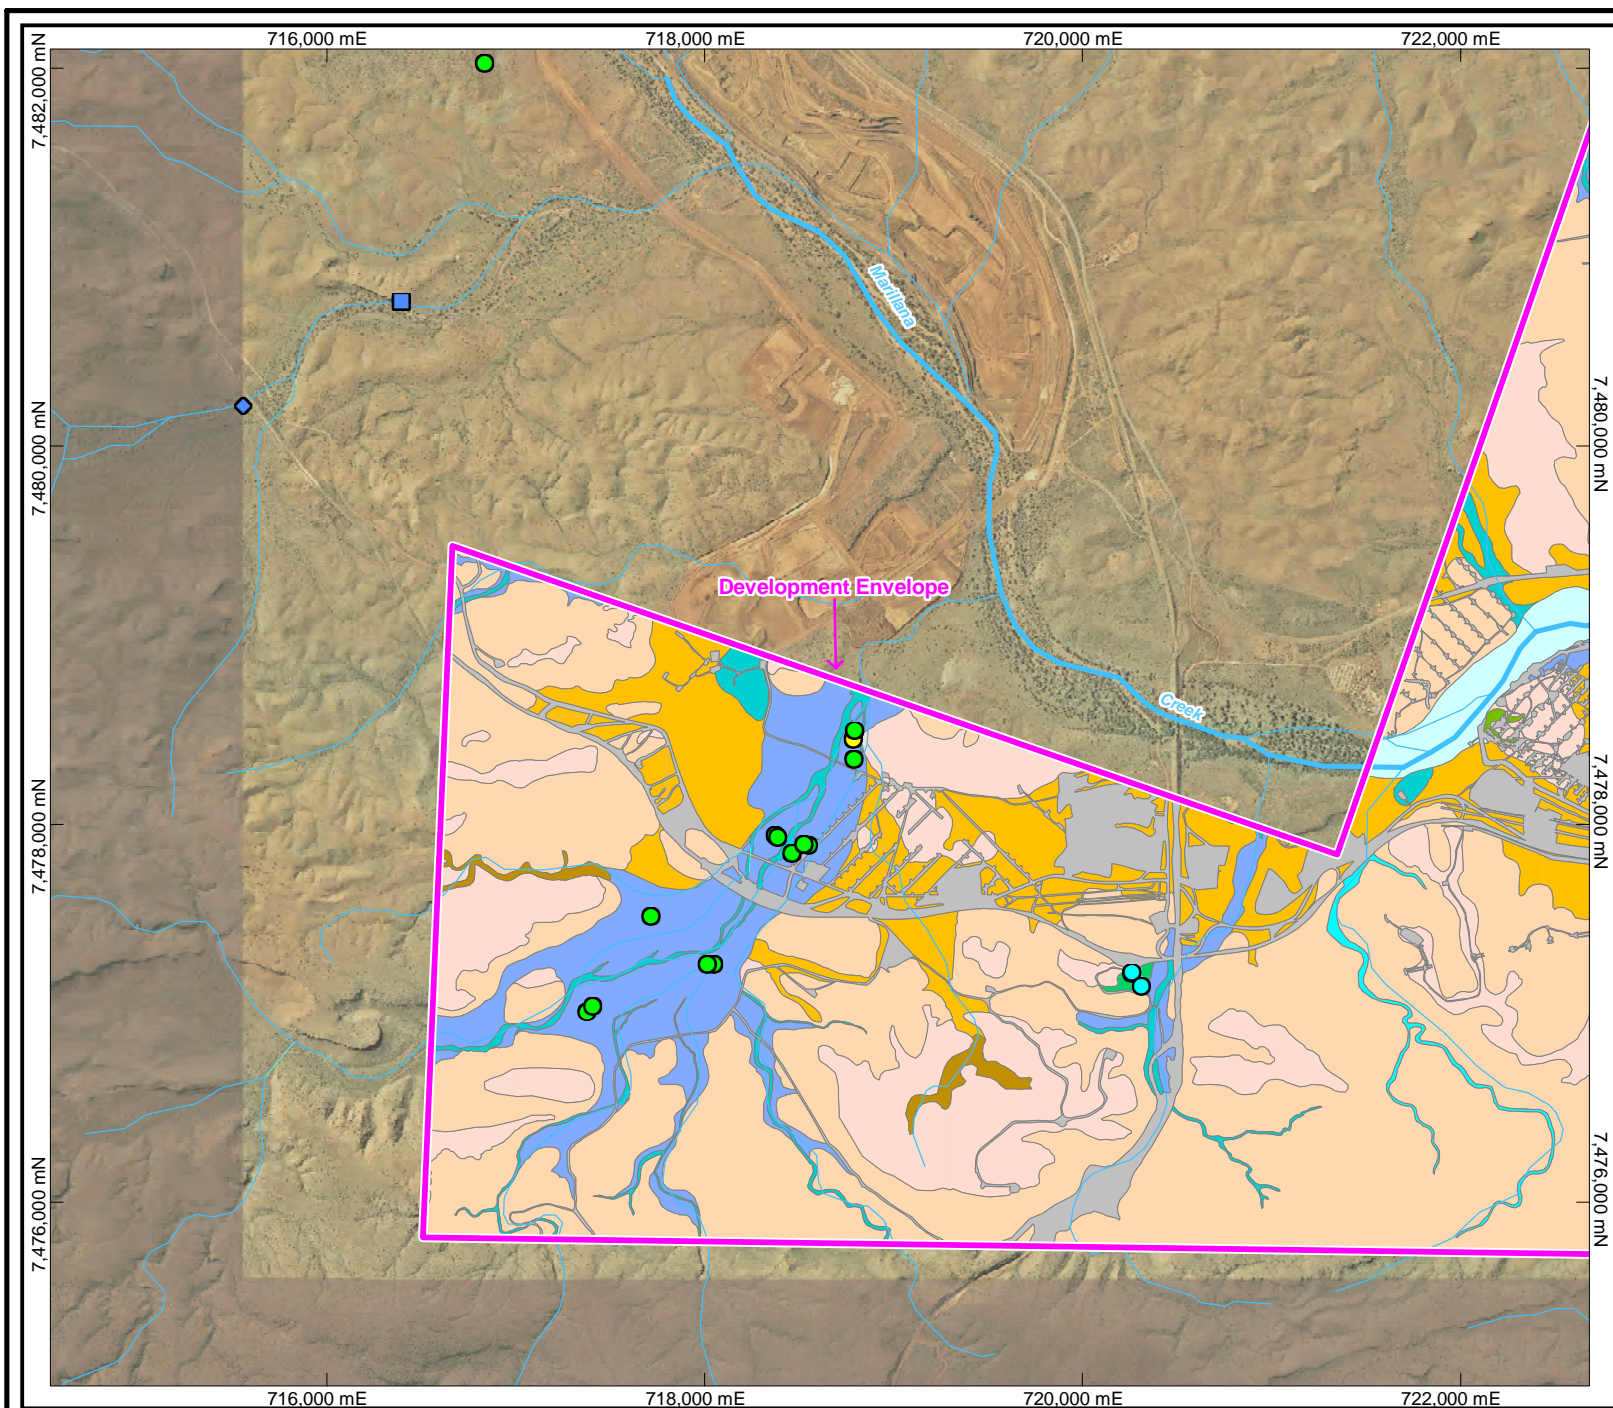 716,000 mE
718,000 mE
720,000 mE
722,000 mE
7,482,000 mN
7,480,000 mN
7,478,000 mN
7,476,000 mN
7,480,000 mN
7,478,000 mN
7,476,000 mN
Marillana
Development Envelope
Creek
716,000 mE
718,000 mE
720,000 mE
722,000 mE